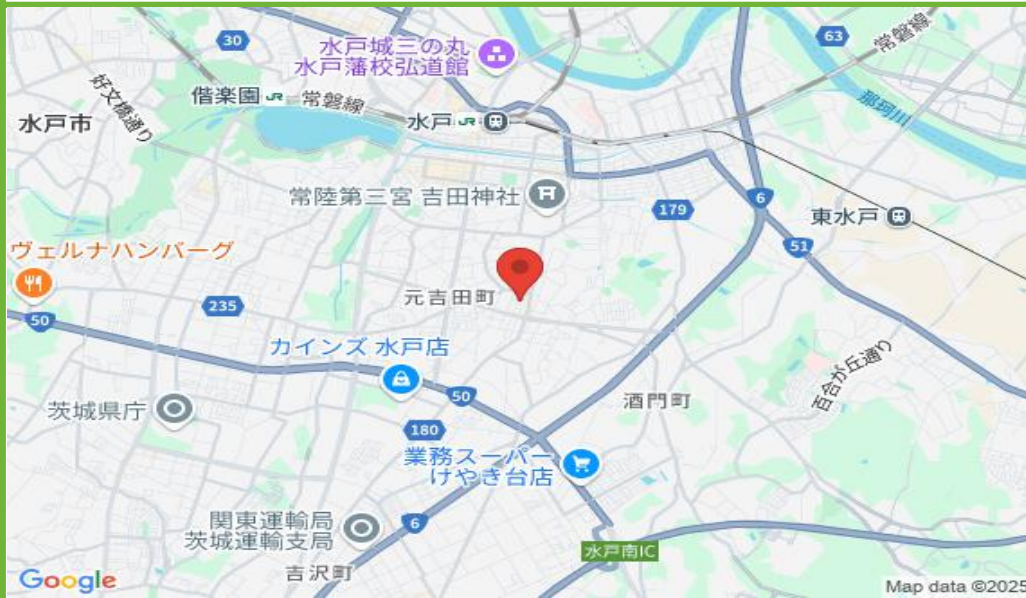 30
水戸城三の丸
水戸藩校弘道館
63
常磐線
好文橋通り
偕楽園 JR
常磐線
水戸市
水戸 JR
那珂川
常陸第三宮 吉田神社
179
6
東水戸
51
ヴェルナハンバーグ
235
元吉田町
50
カインズ 水戸店
百合が丘通り
50
茨城県庁
酒門町
180
業務スーパー
けやき台店
関東運輸局
茨城運輸支局
6
水戸南IC
吉沢町
Google
Map data ©2025